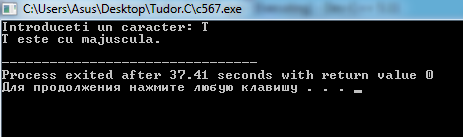 C:\Users\Asus\Desktop\Tudor.C\c567.exe
Introduceti un caracter: T
T este cu majuscula.
--------------------------------
Process exited after 37.41 seconds with return value 0
Для продолжения нажмите любую клавишу . . . _